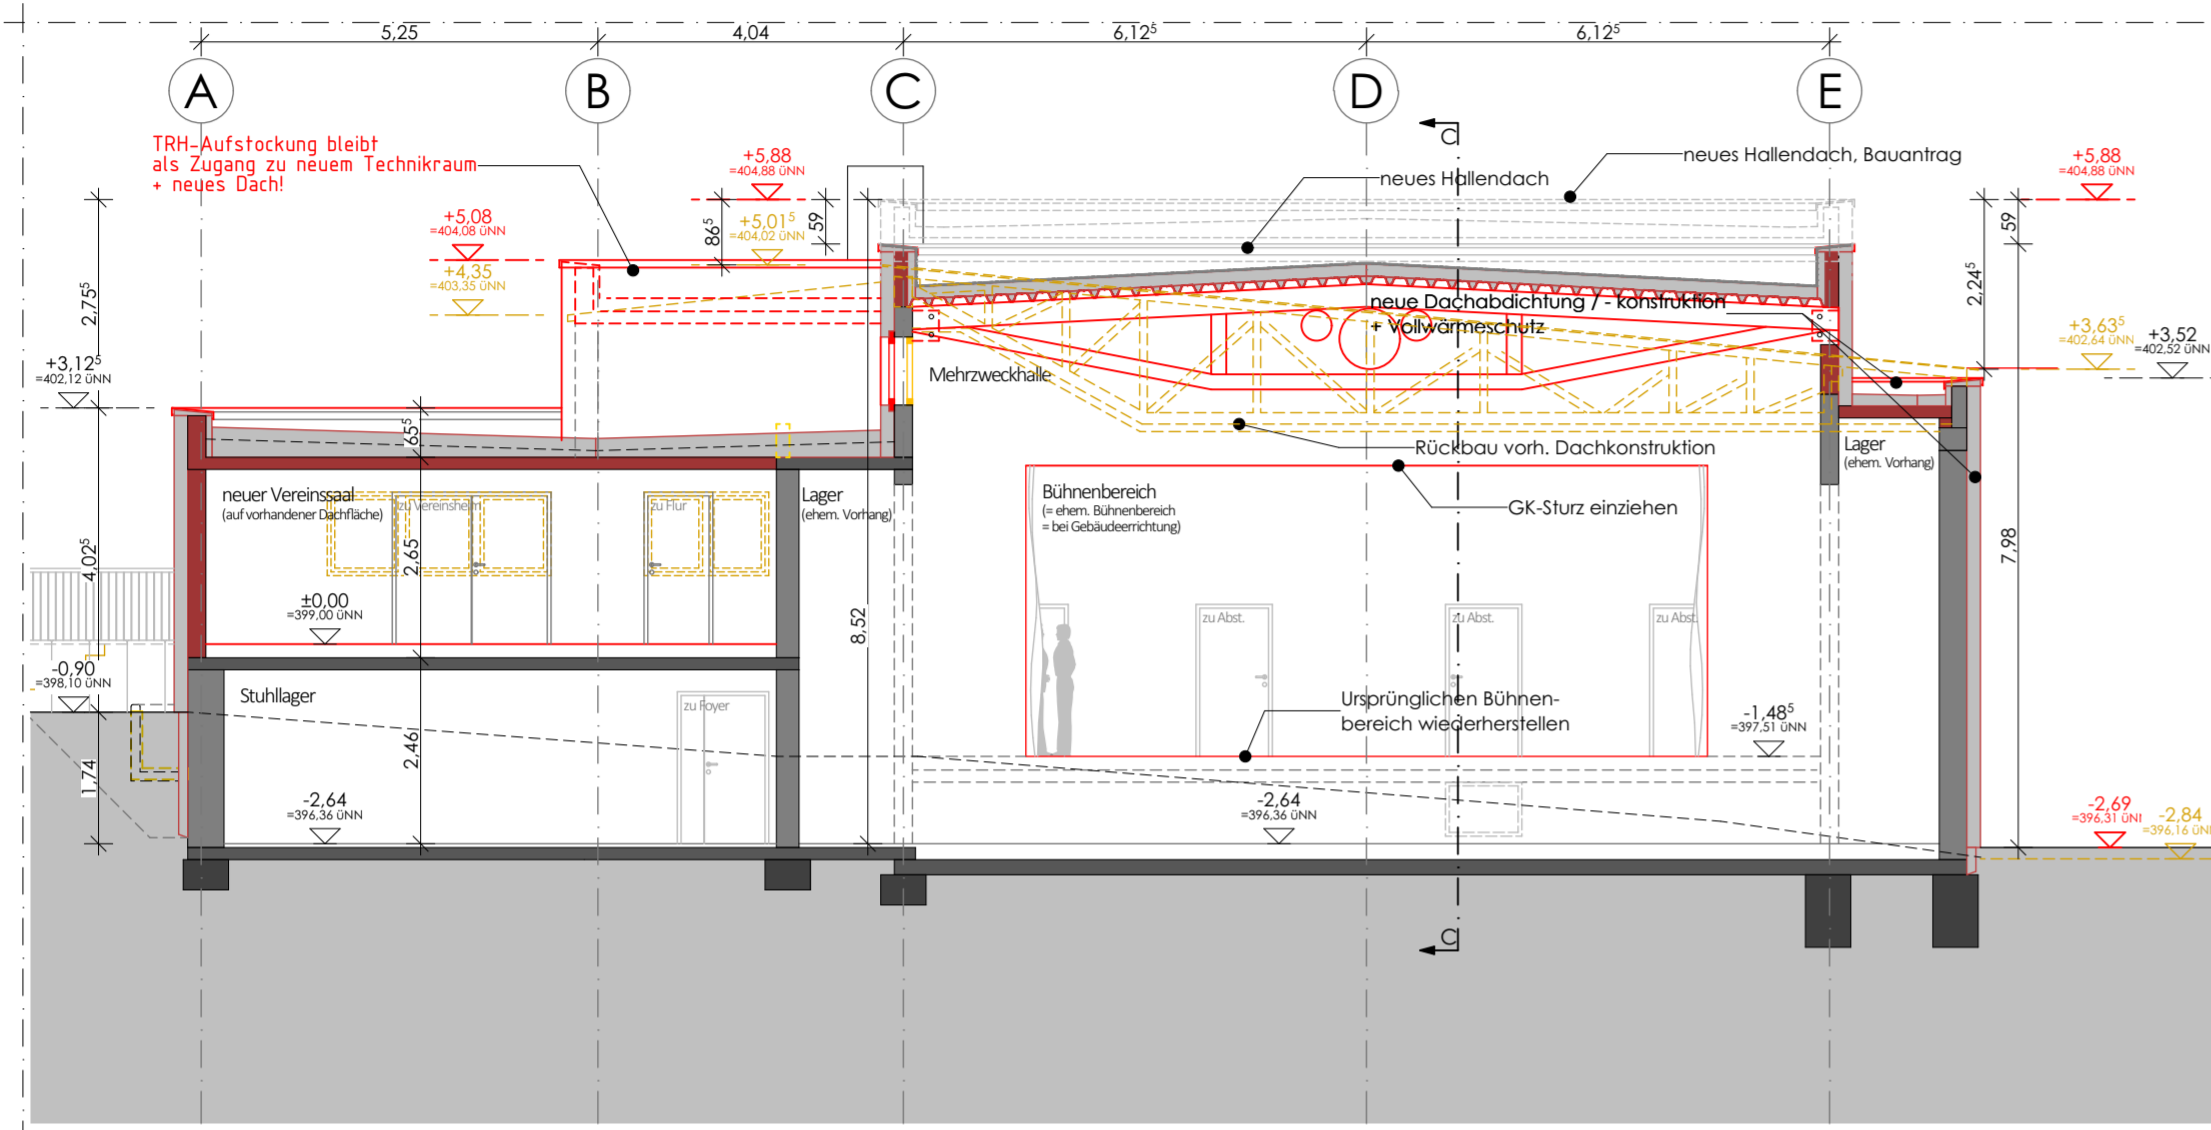 5,25
4,04
6,12⁵
6,12⁵
A
B
C
D
E
TRH-Aufstockung bleibt
als Zugang zu neuem Technikraum
+ neues Dach!
+5,88
=404,88 üNN
C
neues Hallendach, Bauantrag
neues Hallendach
+5,88
=404,88 üNN
+5,08
=404,08 üNN
86⁵
+5,01⁵
=404,02 üNN
59
59
+4,35
=403,35 üNN
2,75⁵
2,24⁵
neue Dachabdichtung / - konstruktion
+ Vollwärmeschutz
+3,63⁵
=402,64 üNN
+3,52
=402,52 üNN
+3,12⁵
=402,12 üNN
Mehrzweckhalle
65⁵
Rückbau vorh. Dachkonstruktion
Lager
(ehem. Vorhang)
neuer Vereinssaal
(auf vorhandener Dachfläche)
zu Vereinsheim
zu Flur
Lager
(ehem. Vorhang)
Bühnenbereich
(= ehem. Bühnenbereich
= bei Gebäudeerrichtung)
GK-Sturz einziehen
4,02⁵
2,65
7,98
±0,00
=399,00 üNN
8,52
zu Abst.
zu Abst.
zu Abst.
-0,90
=398,10 üNN
Stuhllager
zu Foyer
Ursprünglichen Bühnen-
bereich wiederherstellen
-1,48⁵
=397,51 üNN
2,46
1,74
-2,64
=396,36 üNN
-2,64
=396,36 üNN
-2,69
=396,31 üN
-2,84
=396,16 üN
C